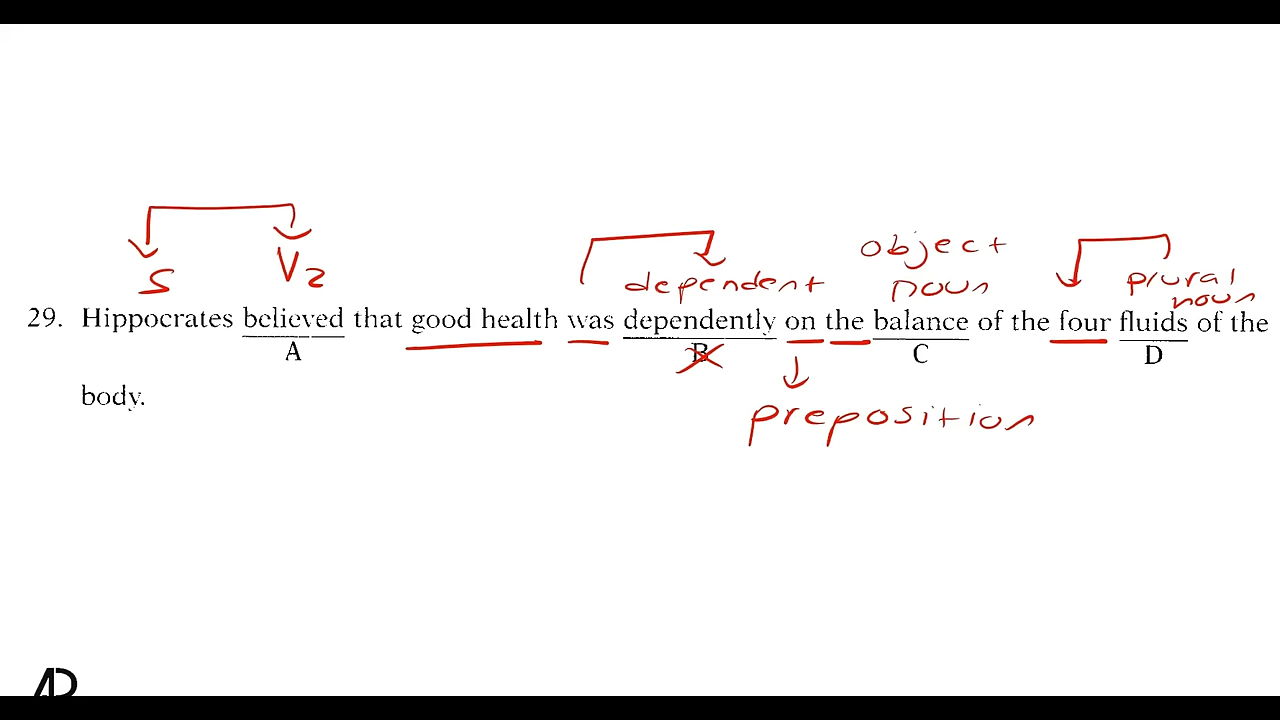 object
S V2 dependent noun plural
noun
29. Hippocrates believed that good health was dependently on the balance of the four fluids of the
A B C D
body.
preposition